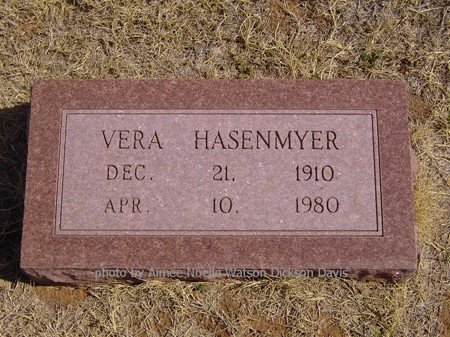 VERA HASENMYER
DEC. 21, 1910
APR. 10, 1980
photo by Aimee Noelle Watson Dickson Davis